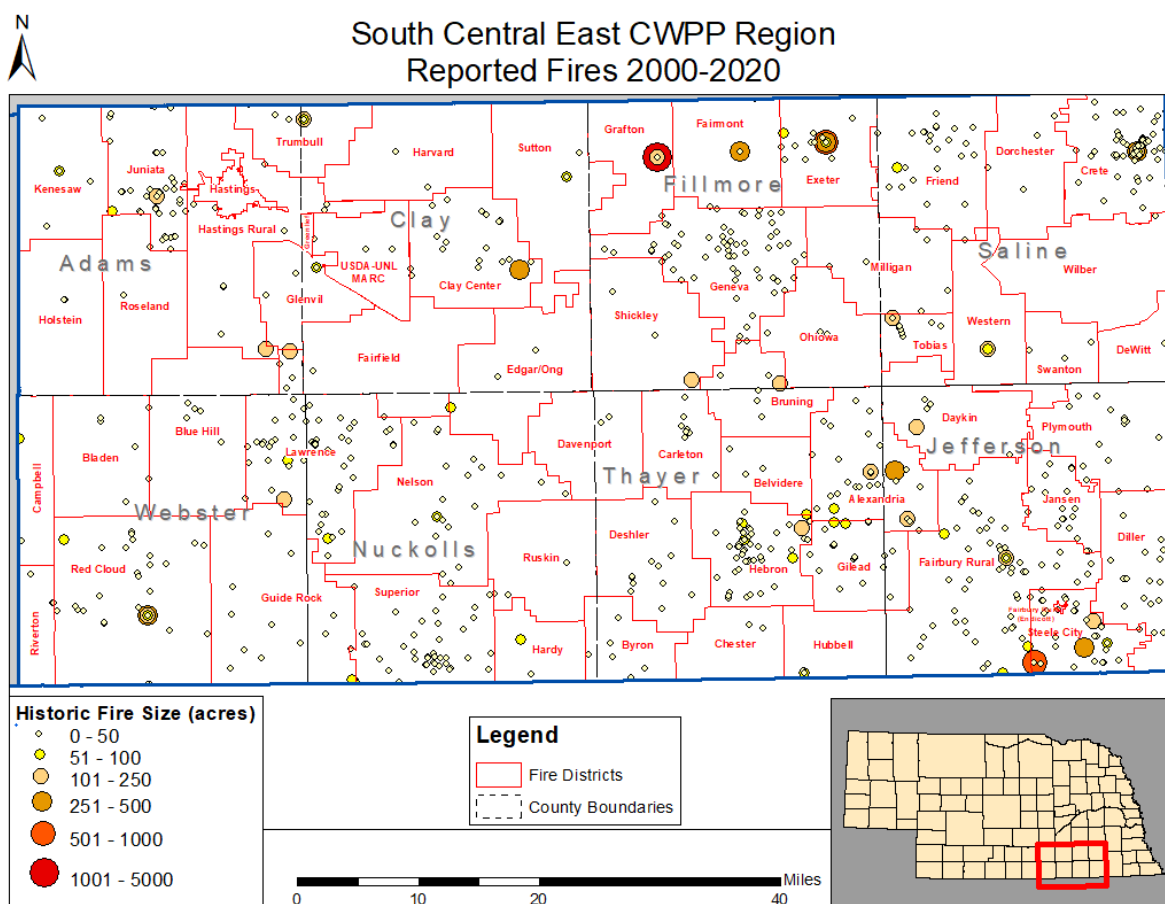 N
South Central East CWPP Region
Reported Fires 2000-2020
Grafton
Fairmont
Trumbull
Harvard
Sutton
Dorchester
Juniata
Kenesaw
Hastings
Fillmore
Exeter
Friend
Crete
Hastings Rural
Greenleaf
Clay
Adams
USDA-UNL
MARC
Clay Center
Milligan
Saline
Wilber
Holstein
Roseland
Glenvil
Geneva
Shickley
Ohiowa
Western
Tobias
Fairfield
Edgar/Ong
Swanton
DeWitt
Bruning
Daykin
Plymouth
Blue Hill
Bladen
Lawrence
Davenport
Carleton
Jefferson
Campbell
Nelson
Thayer
Belvidere
Alexandria
Jansen
Webster
Nuckolls
Deshler
Diller
Red Cloud
Ruskin
Hebron
Gilead
Fairbury Rural
Riverton
Guide Rock
Superior
(Endicott)
Steele City
Hardy
Byron
Chester
Hubbell
Historic Fire Size (acres)
0 - 50
51 - 100
101 - 250
251 - 500
501 - 1000
1001 - 5000
Legend
Fire Districts
County Boundaries
Miles
0 10 20 40